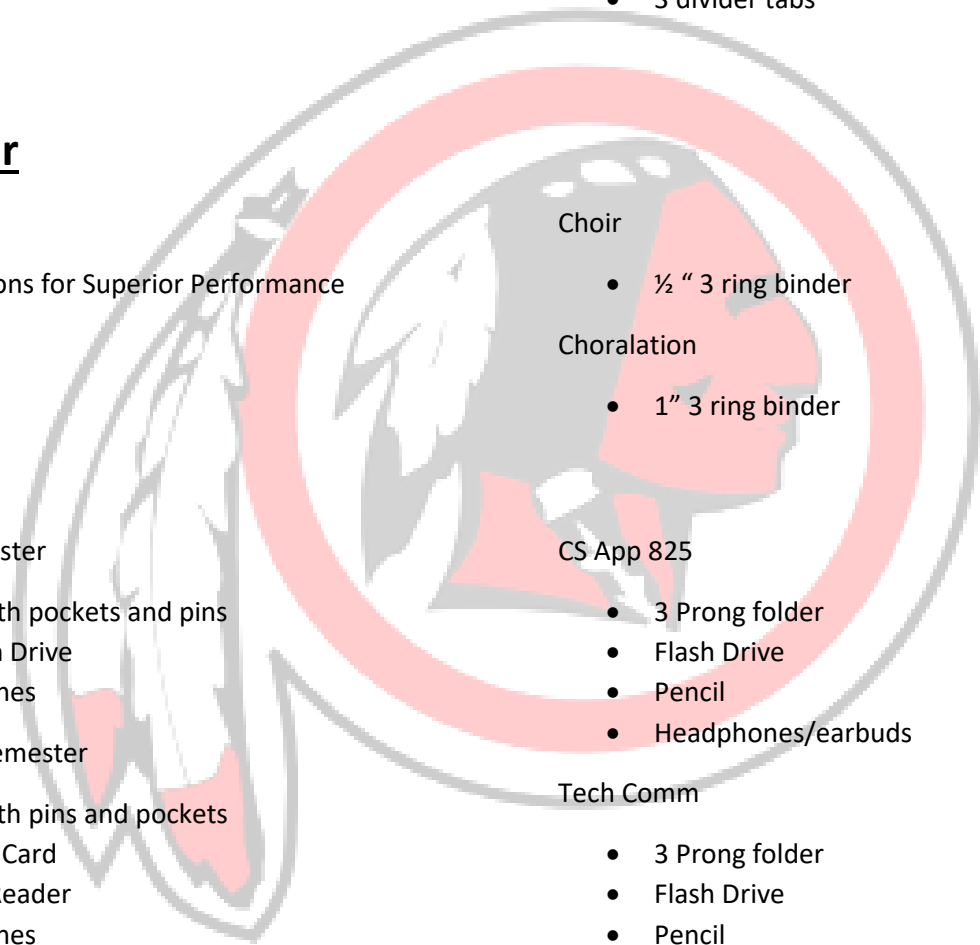 r
ons for Superior Performance
ster
th pockets and pins
Drive
nes
emester
th pins and pockets
Card
Reader
nes
• 3 divider tabs
Choir
• ½ “ 3 ring binder
Choralation
• 1” 3 ring binder
CS App 825
• 3 Prong folder
• Flash Drive
• Pencil
• Headphones/earbuds
Tech Comm
• 3 Prong folder
• Flash Drive
• Pencil